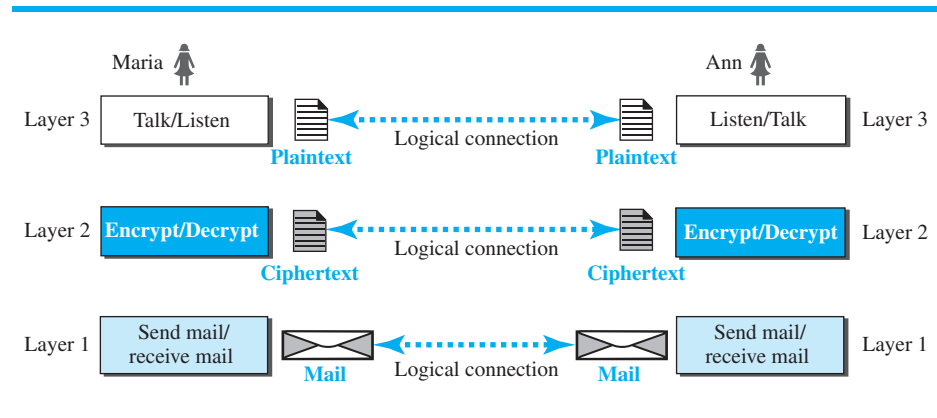 Maria
Ann
Layer 3
Talk/Listen
Plaintext
Logical connection
Plaintext
Listen/Talk
Layer 3
Layer 2
Encrypt/Decrypt
Ciphertext
Logical connection
Ciphertext
Encrypt/Decrypt
Layer 2
Layer 1
Send mail/
receive mail
Mail
Logical connection
Mail
Send mail/
receive mail
Layer 1